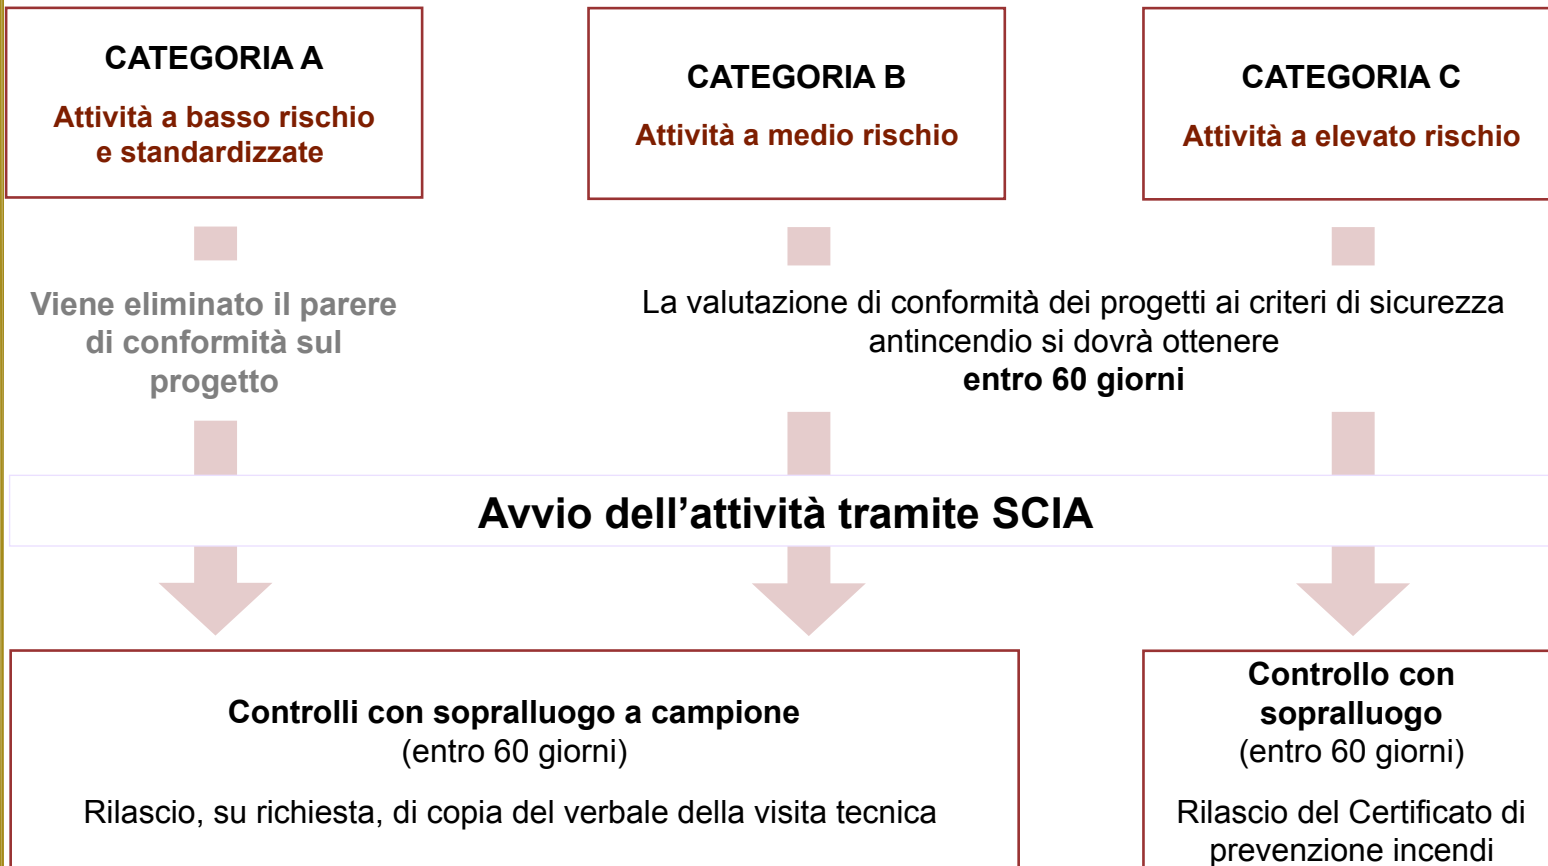 CATEGORIA A
Attività a basso rischio
e standardizzate
CATEGORIA B
Attività a medio rischio
CATEGORIA C
Attività a elevato rischio
Viene eliminato il parere
di conformità sul
progetto
La valutazione di conformità dei progetti ai criteri di sicurezza
antincendio si dovrà ottenere
entro 60 giorni
Avvio dell’attività tramite SCIA
Controlli con sopralluogo a campione
(entro 60 giorni)
Rilascio, su richiesta, di copia del verbale della visita tecnica
Controllo con
sopralluogo
(entro 60 giorni)
Rilascio del Certificato di
prevenzione incendi